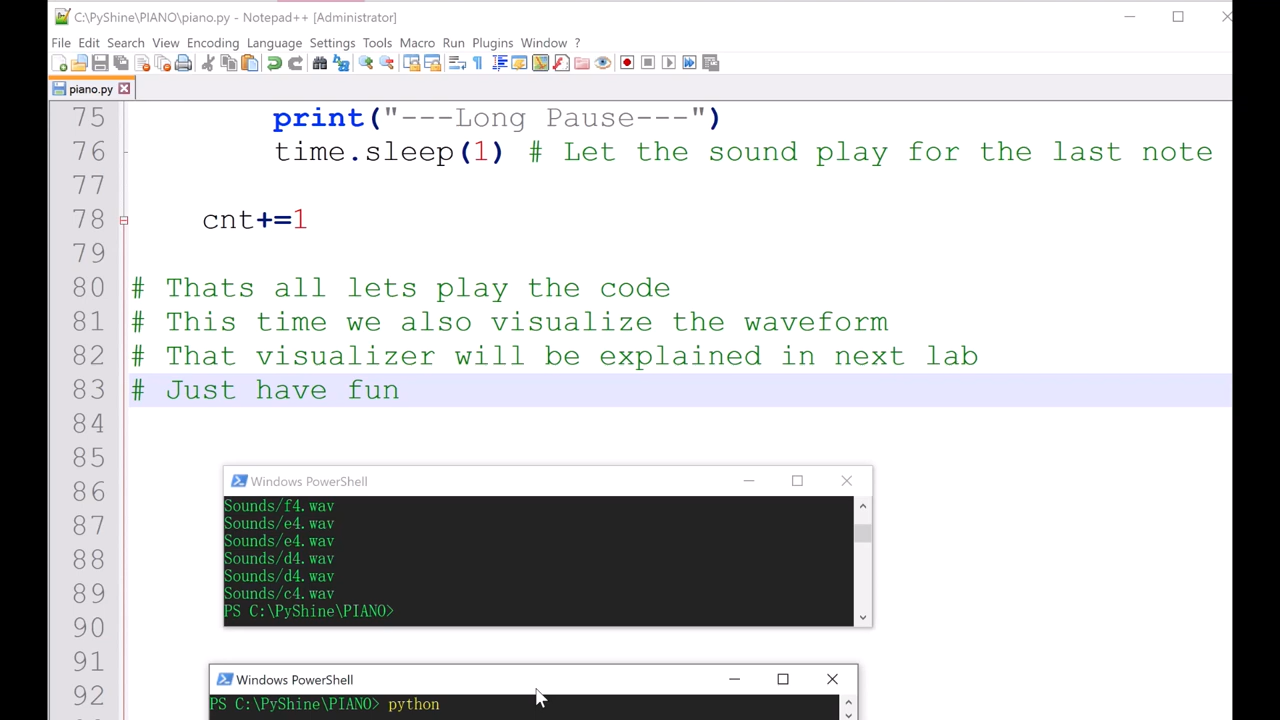 C:\PyShine\PIANO\piano.py - Notepad++ [Administrator]
File Edit Search View Encoding Language Settings Tools Macro Run Plugins Window ?
piano.py
75 print("---Long Pause---")
76 time.sleep(1) # Let the sound play for the last note
77
78 cnt+=1
79
80 # Thats all lets play the code
81 # This time we also visualize the waveform
82 # That visualizer will be explained in next lab
83 # Just have fun
84
85
86
87
88
89
90
91
92
Windows PowerShell
Sounds/f4.wav
Sounds/e4.wav
Sounds/e4.wav
Sounds/d4.wav
Sounds/d4.wav
Sounds/c4.wav
PS C:\PyShine\PIANO>
Windows PowerShell
PS C:\PyShine\PIANO> python